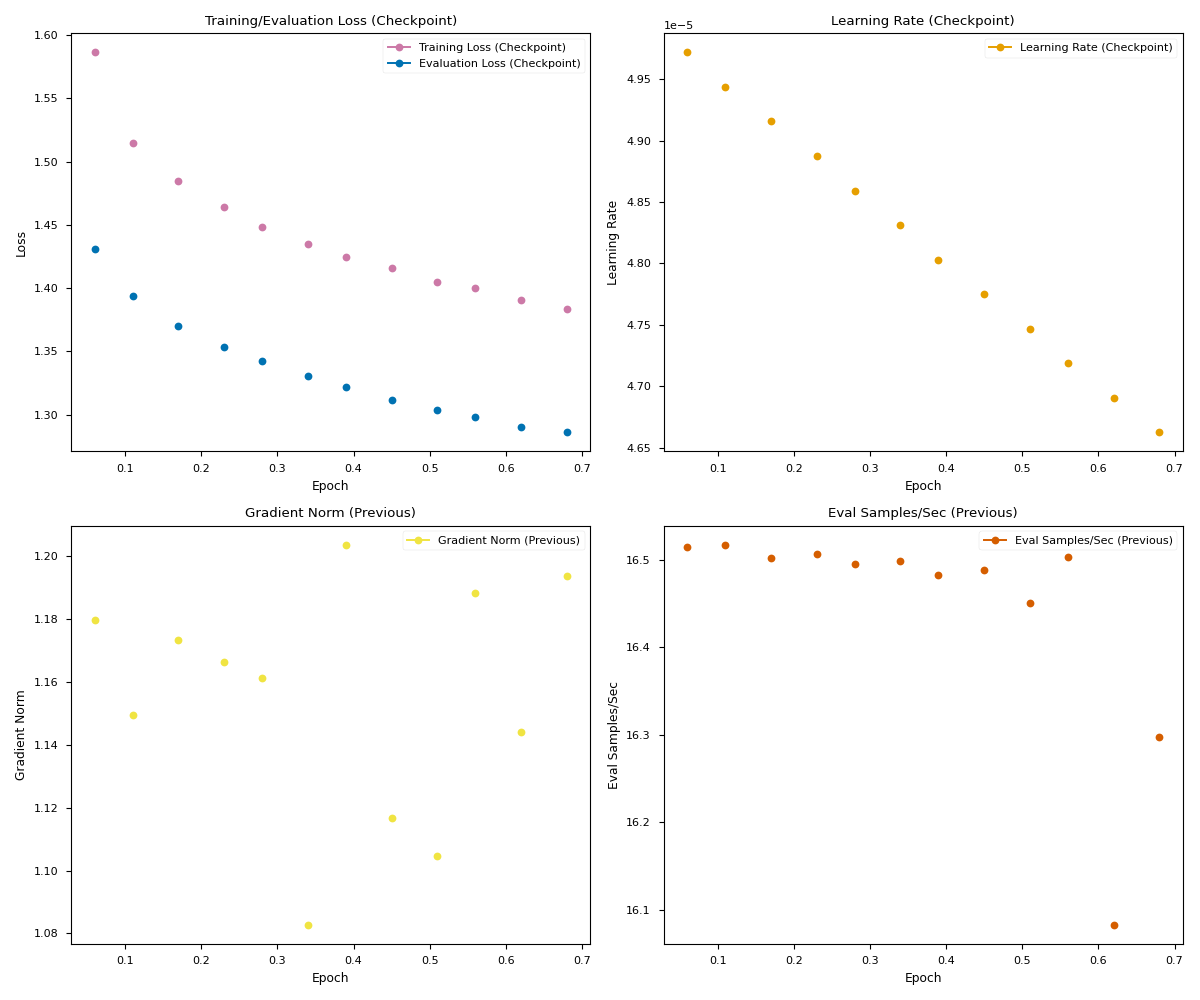 Training/Evaluation Loss (Checkpoint)
1.60
1.55
1.50
1.45
1.40
1.35
1.30
Loss
Training Loss (Checkpoint)
Evaluation Loss (Checkpoint)
0.1 0.2 0.3 0.4 0.5 0.6 0.7
Epoch
Learning Rate (Checkpoint)
1e−5
4.95
4.90
4.85
4.80
4.75
4.70
4.65
Learning Rate
Learning Rate (Checkpoint)
0.1 0.2 0.3 0.4 0.5 0.6 0.7
Epoch
Gradient Norm (Previous)
1.20
1.18
1.16
1.14
1.12
1.10
1.08
Gradient Norm
Gradient Norm (Previous)
0.1 0.2 0.3 0.4 0.5 0.6 0.7
Epoch
Eval Samples/Sec (Previous)
16.5
16.4
16.3
16.2
16.1
Eval Samples/Sec
Eval Samples/Sec (Previous)
0.1 0.2 0.3 0.4 0.5 0.6 0.7
Epoch